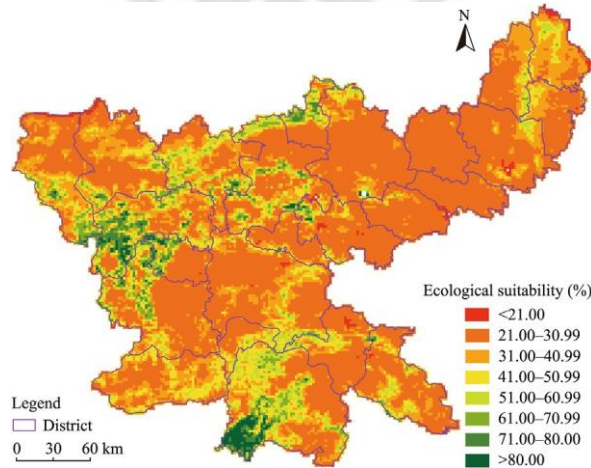 N
Ecological suitability (%)
<21.00
21.00–30.99
31.00–40.99
41.00–50.99
51.00–60.99
61.00–70.99
71.00–80.00
>80.00
Legend
District
0 30 60 km